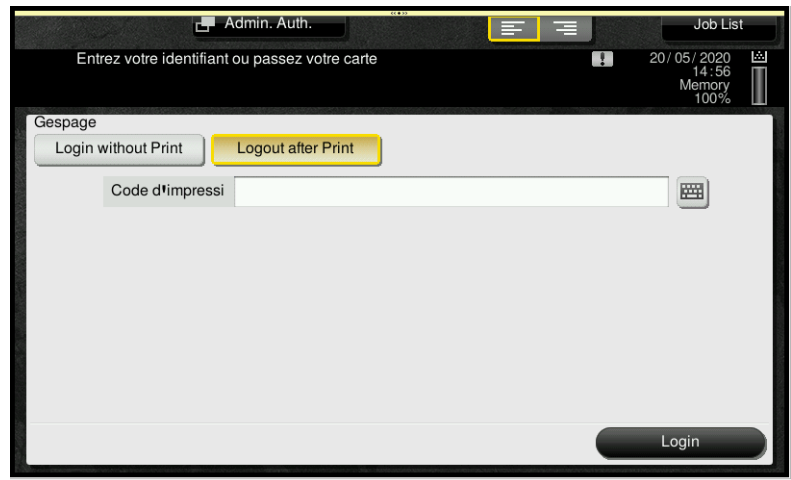 Admin. Auth.
Job List
Entrez votre identifiant ou passez votre carte
20/05/2020
14:56
Memory
100%
Gespage
Login without Print
Logout after Print
Code d'impressi
Login